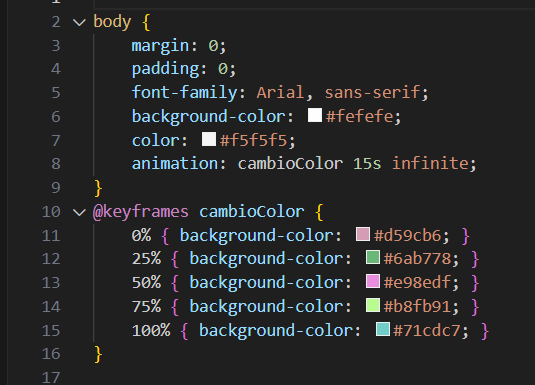 2 body {
3 margin: 0;
4 padding: 0;
5 font-family: Arial, sans-serif;
6 background-color: #fefefe;
7 color: #f5f5f5;
8 animation: cambioColor 15s infinite;
9 }
10 @keyframes cambioColor {
11 0% { background-color: #d59cb6; }
12 25% { background-color: #6ab778; }
13 50% { background-color: #e98edf; }
14 75% { background-color: #b8fb91; }
15 100% { background-color: #71cdc7; }
16 }
17